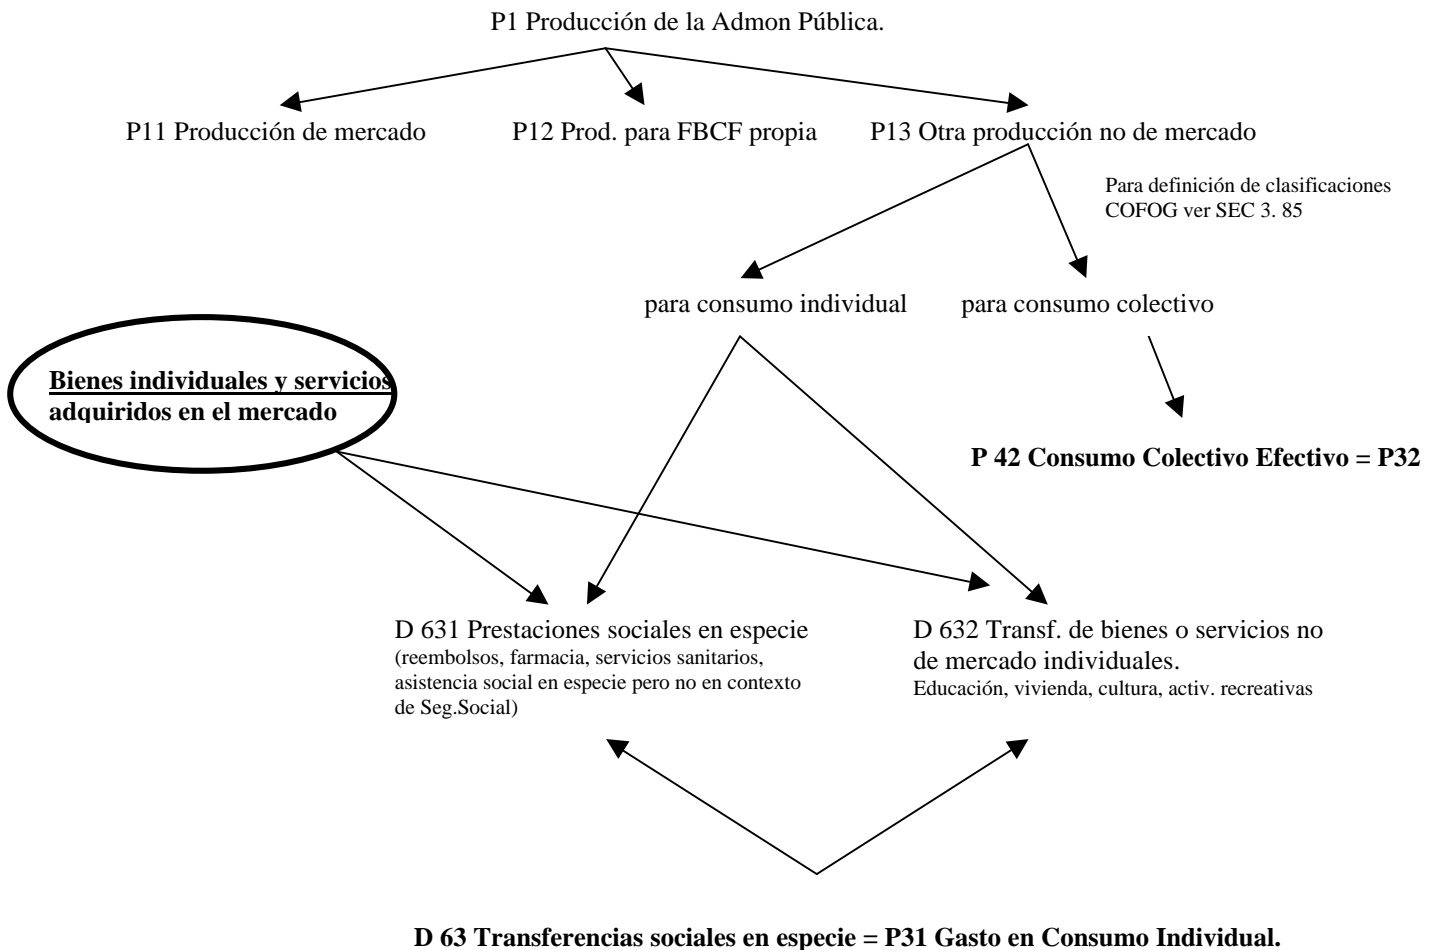 P1 Producción de la Admon Pública.
P11 Producción de mercado
P12 Prod. para FBCF propia
P13 Otra producción no de mercado
Para definición de clasificaciones
COFOG ver SEC 3. 85
para consumo individual
para consumo colectivo
Bienes individuales y servicios
adquiridos en el mercado
P 42 Consumo Colectivo Efectivo = P32
D 631 Prestaciones sociales en especie
(reembolsos, farmacia, servicios sanitarios,
asistencia social en especie pero no en contexto
de Seg.Social)
D 632 Transf. de bienes o servicios no
de mercado individuales.
Educación, vivienda, cultura, activ. recreativas
D 63 Transferencias sociales en especie = P31 Gasto en Consumo Individual.